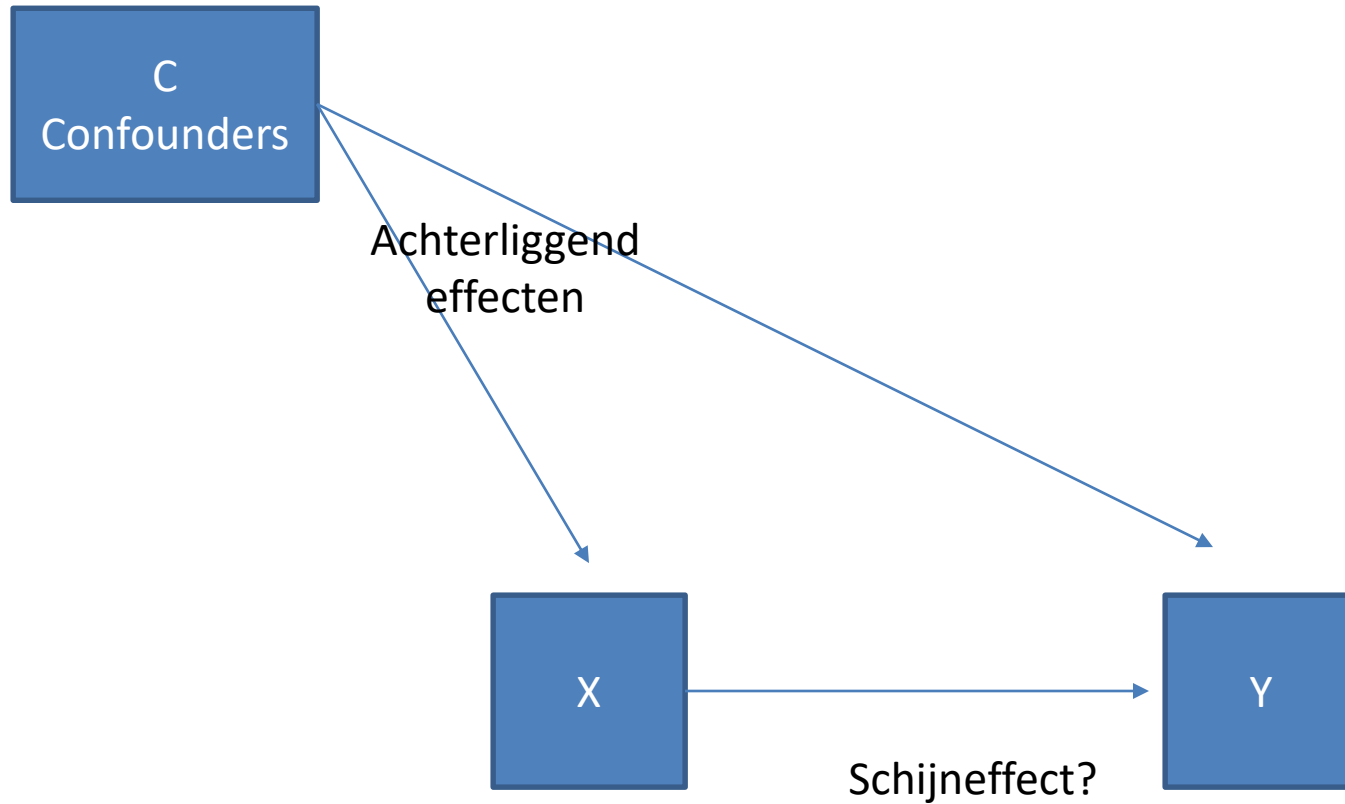 C
Confounders
Achterliggend
effecten
X
Y
Schijneffect?